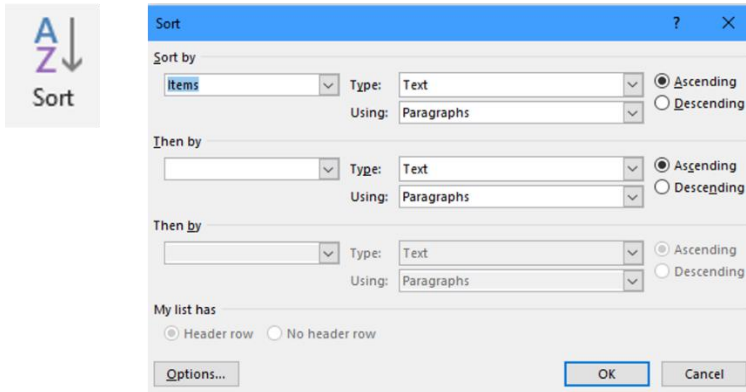 A
Z
Sort
Sort ? ×
Sort by
Items Type: Text Ascending
Using: Paragraphs Descending
Then by
Type: Text Ascending
Using: Paragraphs Descending
Then by
Type: Text Ascending
Using: Paragraphs Descending
My list has
Header row No header row
Options... OK Cancel